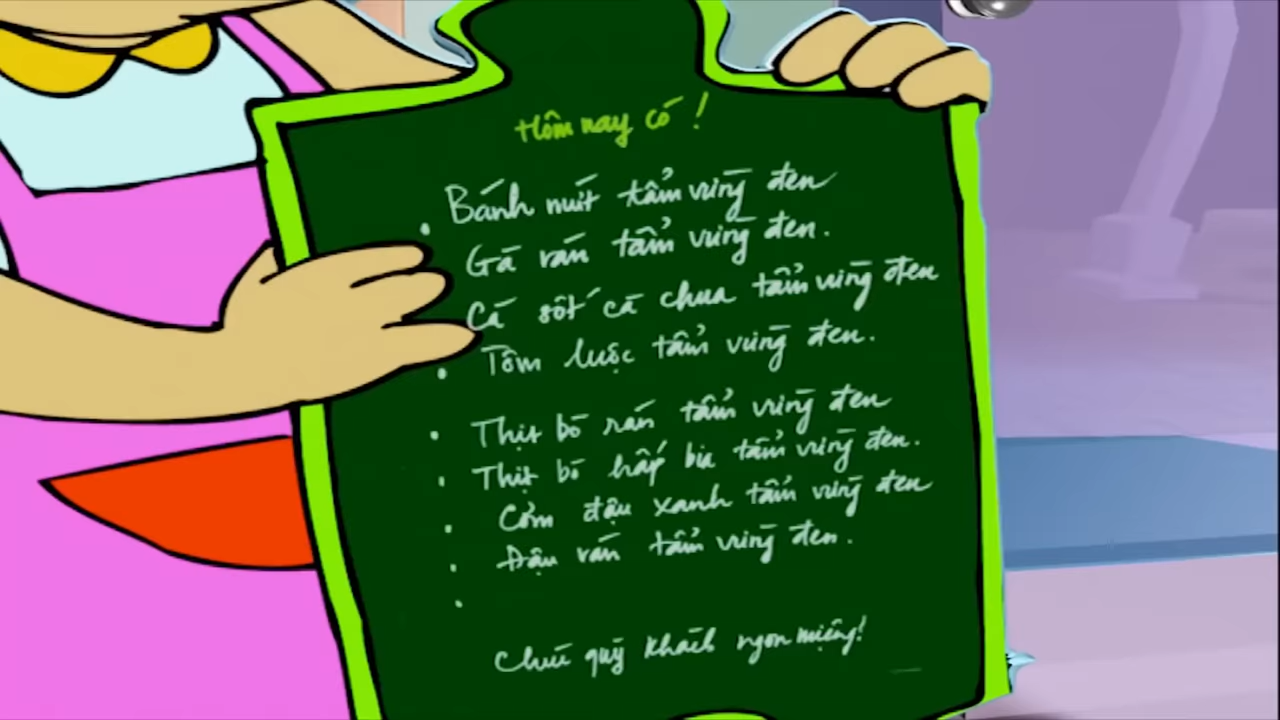 Hôm nay có!
Bánh mứt tẩm vừng đen
Gà rán tẩm vừng đen.
Cá sốt cà chua tẩm vừng đen
Tôm luộc tẩm vừng đen.
Thịt bò rán tẩm vừng đen
Thịt bò hấp bia tẩm vừng đen.
Cơm đậu xanh tẩm vừng đen
Đậu rán tẩm vừng đen.
Chúc quý khách ngon miệng!